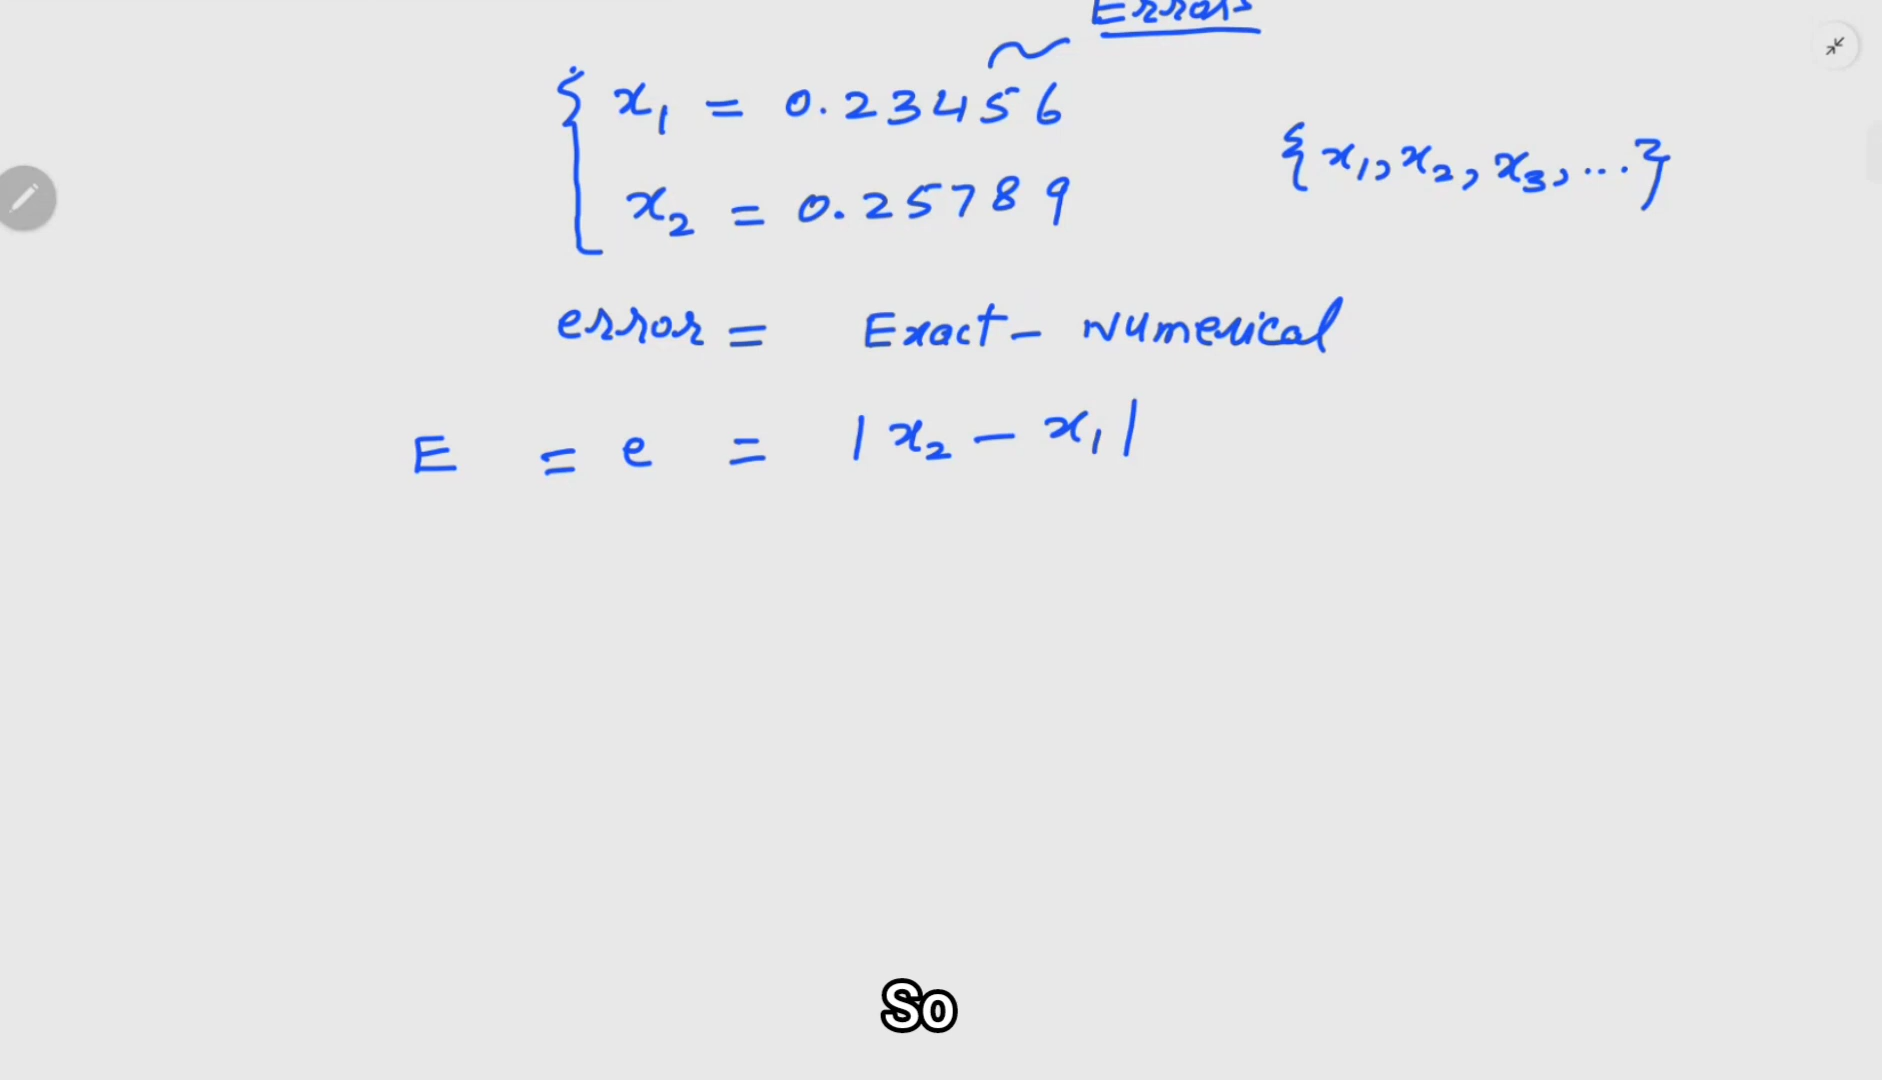 Errors
x₁ = 0.23456
x₂ = 0.25789
{x₁, x₂, x₃, ...}
error = Exact - Numerical
E = e = |x₂ - x₁|
So